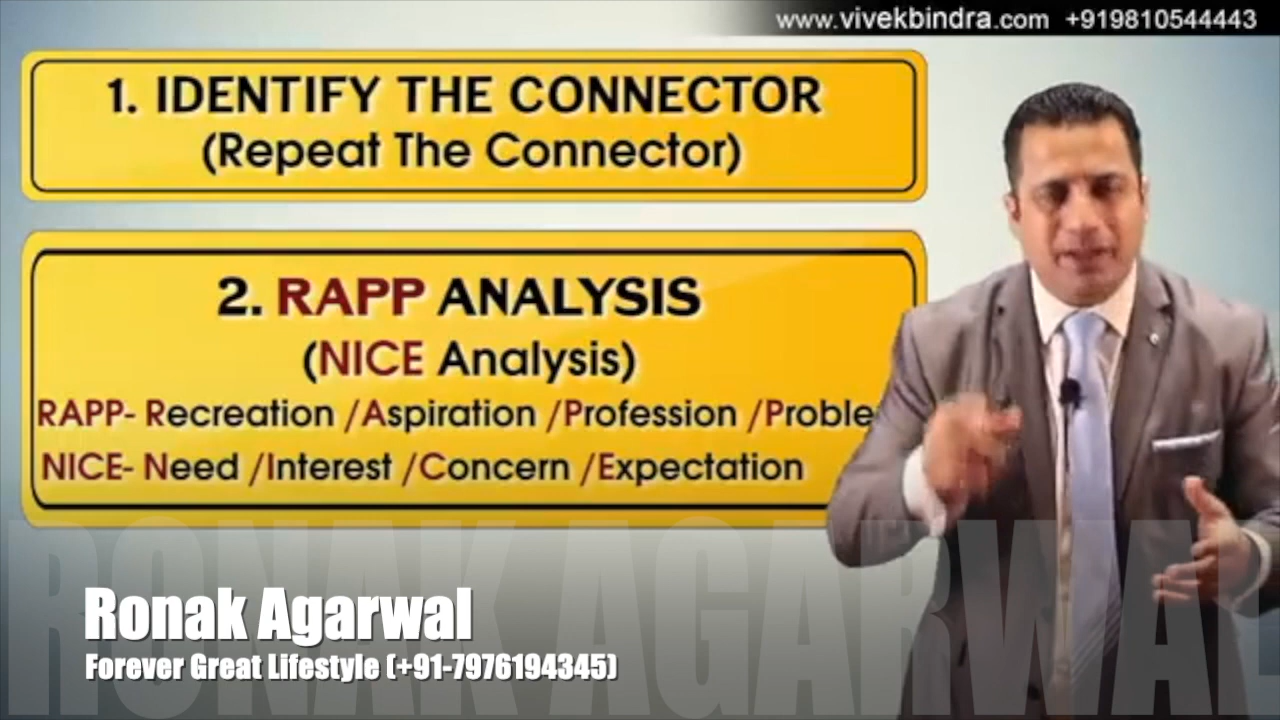 www.vivekbindra.com +919810544443
1. IDENTIFY THE CONNECTOR
(Repeat The Connector)
2. RAPP ANALYSIS
(NICE Analysis)
RAPP- Recreation /Aspiration /Profession /Proble
NICE- Need /Interest /Concern /Expectation
RONAK AGARWAL
Ronak Agarwal
Forever Great Lifestyle (+91-7976194345)